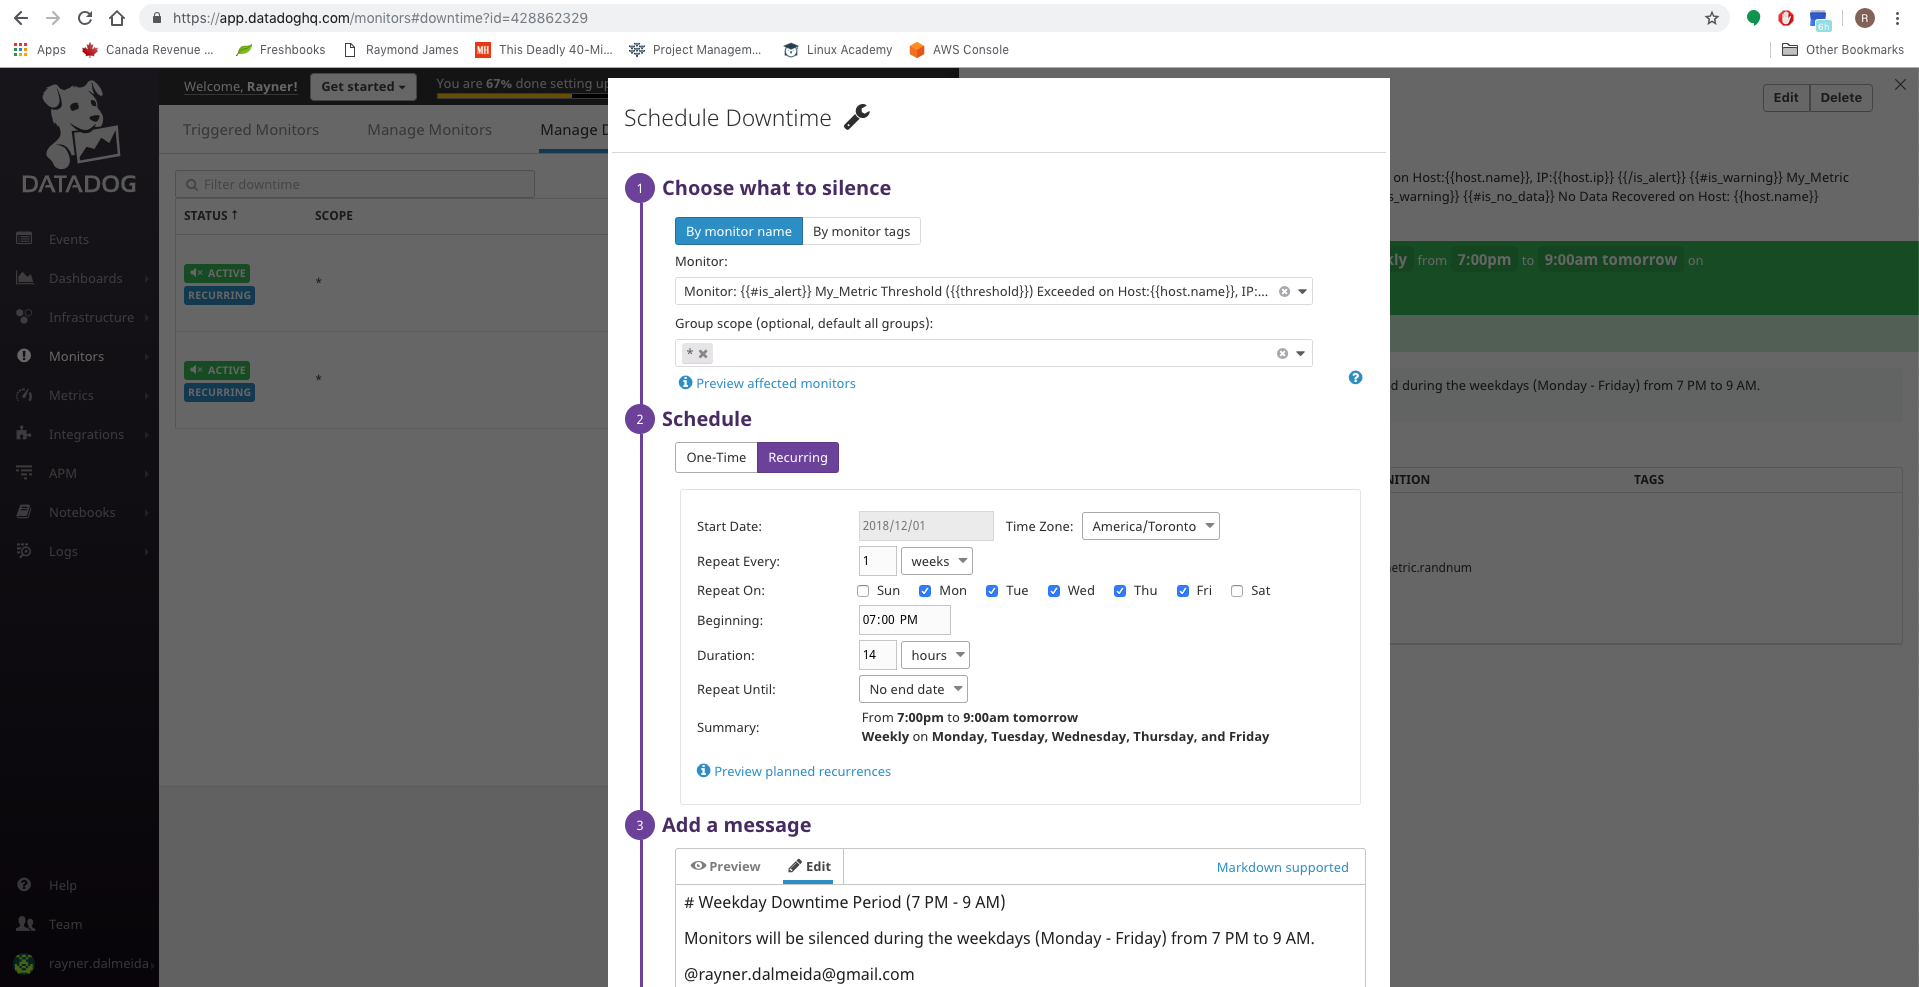 https://app.datadoghq.com/monitors#downtime?id=428862329
6h
R
Apps
Canada Revenue ...
Freshbooks
Raymond James
MH
This Deadly 40-Mi...
Project Managem...
Linux Academy
AWS Console
Other Bookmarks
Welcome, Rayner!
Get started
You are 67% done setting up
Edit
Delete
DATADOG
Events
Dashboards
Infrastructure
Monitors
Metrics
Integrations
APM
Notebooks
Logs
Help
Team
rayner.dalmeida
Triggered Monitors
Manage Monitors
Manage D
Filter downtime
STATUS
SCOPE
ACTIVE
RECURRING
*
ACTIVE
RECURRING
*
Schedule Downtime
1
Choose what to silence
By monitor name
By monitor tags
Monitor:
Monitor: {{#is_alert}} My_Metric Threshold ({{threshold}}) Exceeded on Host:{{host.name}}, IP:...
Group scope (optional, default all groups):
*
Preview affected monitors
?
2
Schedule
One-Time
Recurring
Start Date:
2018/12/01
Time Zone:
America/Toronto
Repeat Every:
1
weeks
Repeat On:
Sun
Mon
Tue
Wed
Thu
Fri
Sat
Beginning:
07:00 PM
Duration:
14
hours
Repeat Until:
No end date
Summary:
From 7:00pm to 9:00am tomorrow
Weekly on Monday, Tuesday, Wednesday, Thursday, and Friday
Preview planned recurrences
3
Add a message
Preview
Edit
Markdown supported
# Weekday Downtime Period (7 PM - 9 AM)
Monitors will be silenced during the weekdays (Monday - Friday) from 7 PM to 9 AM.
@rayner.dalmeida@gmail.com
on Host:{{host.name}}, IP:{{host.ip}} {{/is_alert}} {{#is_warning}} My_Metric
s_warning}} {{#is_no_data}} No Data Recovered on Host: {{host.name}}
kly from 7:00pm to 9:00am tomorrow on
d during the weekdays (Monday - Friday) from 7 PM to 9 AM.
NITION
TAGS
etric.randnum